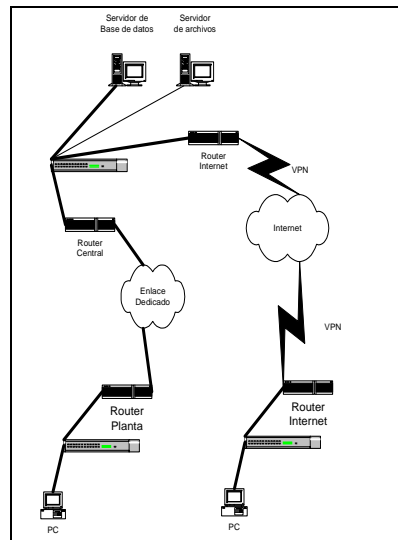 Servidor de
Base de datos
Servidor
de archivos
Router
Internet
VPN
Router
Central
Internet
Enlace
Dedicado
VPN
Router
Planta
Router
Internet
PC
PC